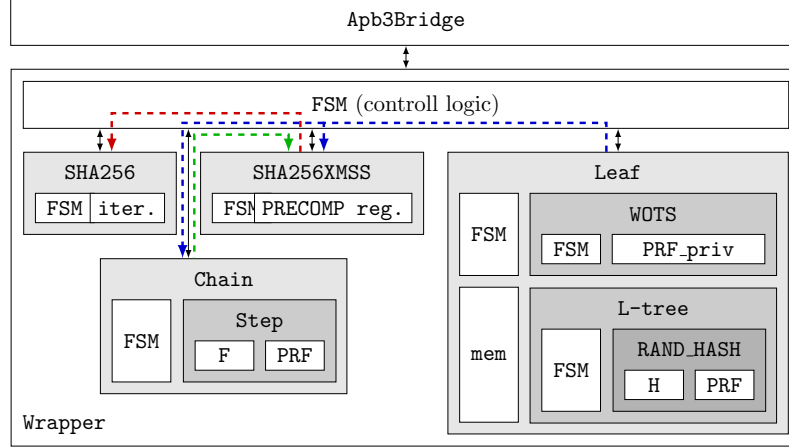 Apb3Bridge
FSM (controll logic)
SHA256
FSM iter.
SHA256XMSS
FSM PRECOMP reg.
Leaf
FSM
WOTS
FSM PRF_priv
mem
L-tree
FSM
RAND_HASH
H PRF
Chain
FSM
Step
F PRF
Wrapper